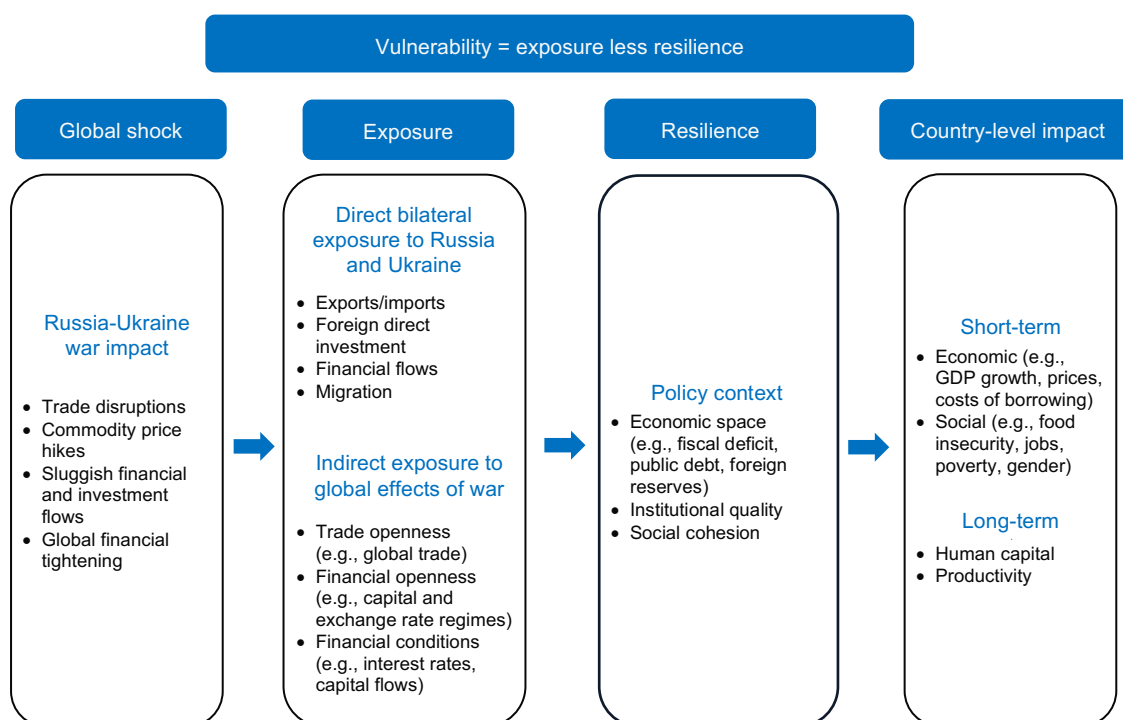 Vulnerability = exposure less resilience
Global shock
Exposure
Resilience
Country-level impact
Russia-Ukraine
war impact
• Trade disruptions
• Commodity price
hikes
• Sluggish financial
and investment
flows
• Global financial
tightening
Direct bilateral
exposure to Russia
and Ukraine
• Exports/imports
• Foreign direct
investment
• Financial flows
• Migration
Indirect exposure to
global effects of war
• Trade openness
(e.g., global trade)
• Financial openness
(e.g., capital and
exchange rate regimes)
• Financial conditions
(e.g., interest rates,
capital flows)
Policy context
• Economic space
(e.g., fiscal deficit,
public debt, foreign
reserves)
• Institutional quality
• Social cohesion
Short-term
• Economic (e.g.,
GDP growth, prices,
costs of borrowing)
• Social (e.g., food
insecurity, jobs,
poverty, gender)
Long-term
• Human capital
• Productivity